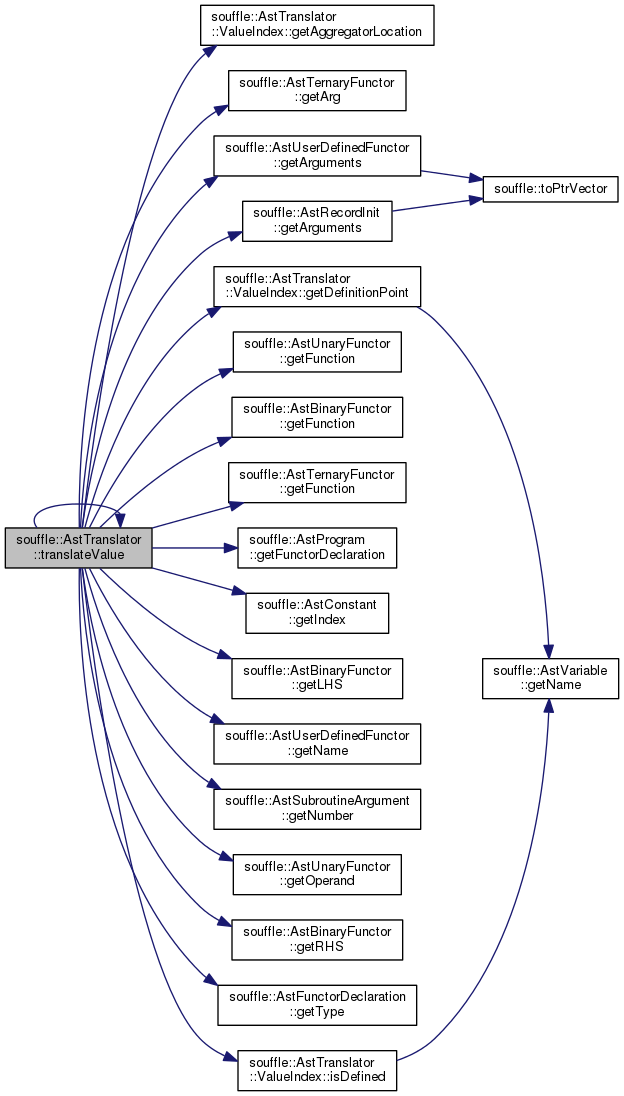 souffle::AstTranslator
::ValueIndex::getAggregatorLocation
souffle::AstTernaryFunctor
::getArg
souffle::AstUserDefinedFunctor
::getArguments
souffle::toPtrVector
souffle::AstRecordInit
::getArguments
souffle::AstTranslator
::ValueIndex::getDefinitionPoint
souffle::AstUnaryFunctor
::getFunction
souffle::AstBinaryFunctor
::getFunction
souffle::AstTernaryFunctor
::getFunction
souffle::AstTranslator
::translateValue
souffle::AstProgram
::getFunctorDeclaration
souffle::AstConstant
::getIndex
souffle::AstBinaryFunctor
::getLHS
souffle::AstVariable
::getName
souffle::AstUserDefinedFunctor
::getName
souffle::AstSubroutineArgument
::getNumber
souffle::AstUnaryFunctor
::getOperand
souffle::AstBinaryFunctor
::getRHS
souffle::AstFunctorDeclaration
::getType
souffle::AstTranslator
::ValueIndex::isDefined